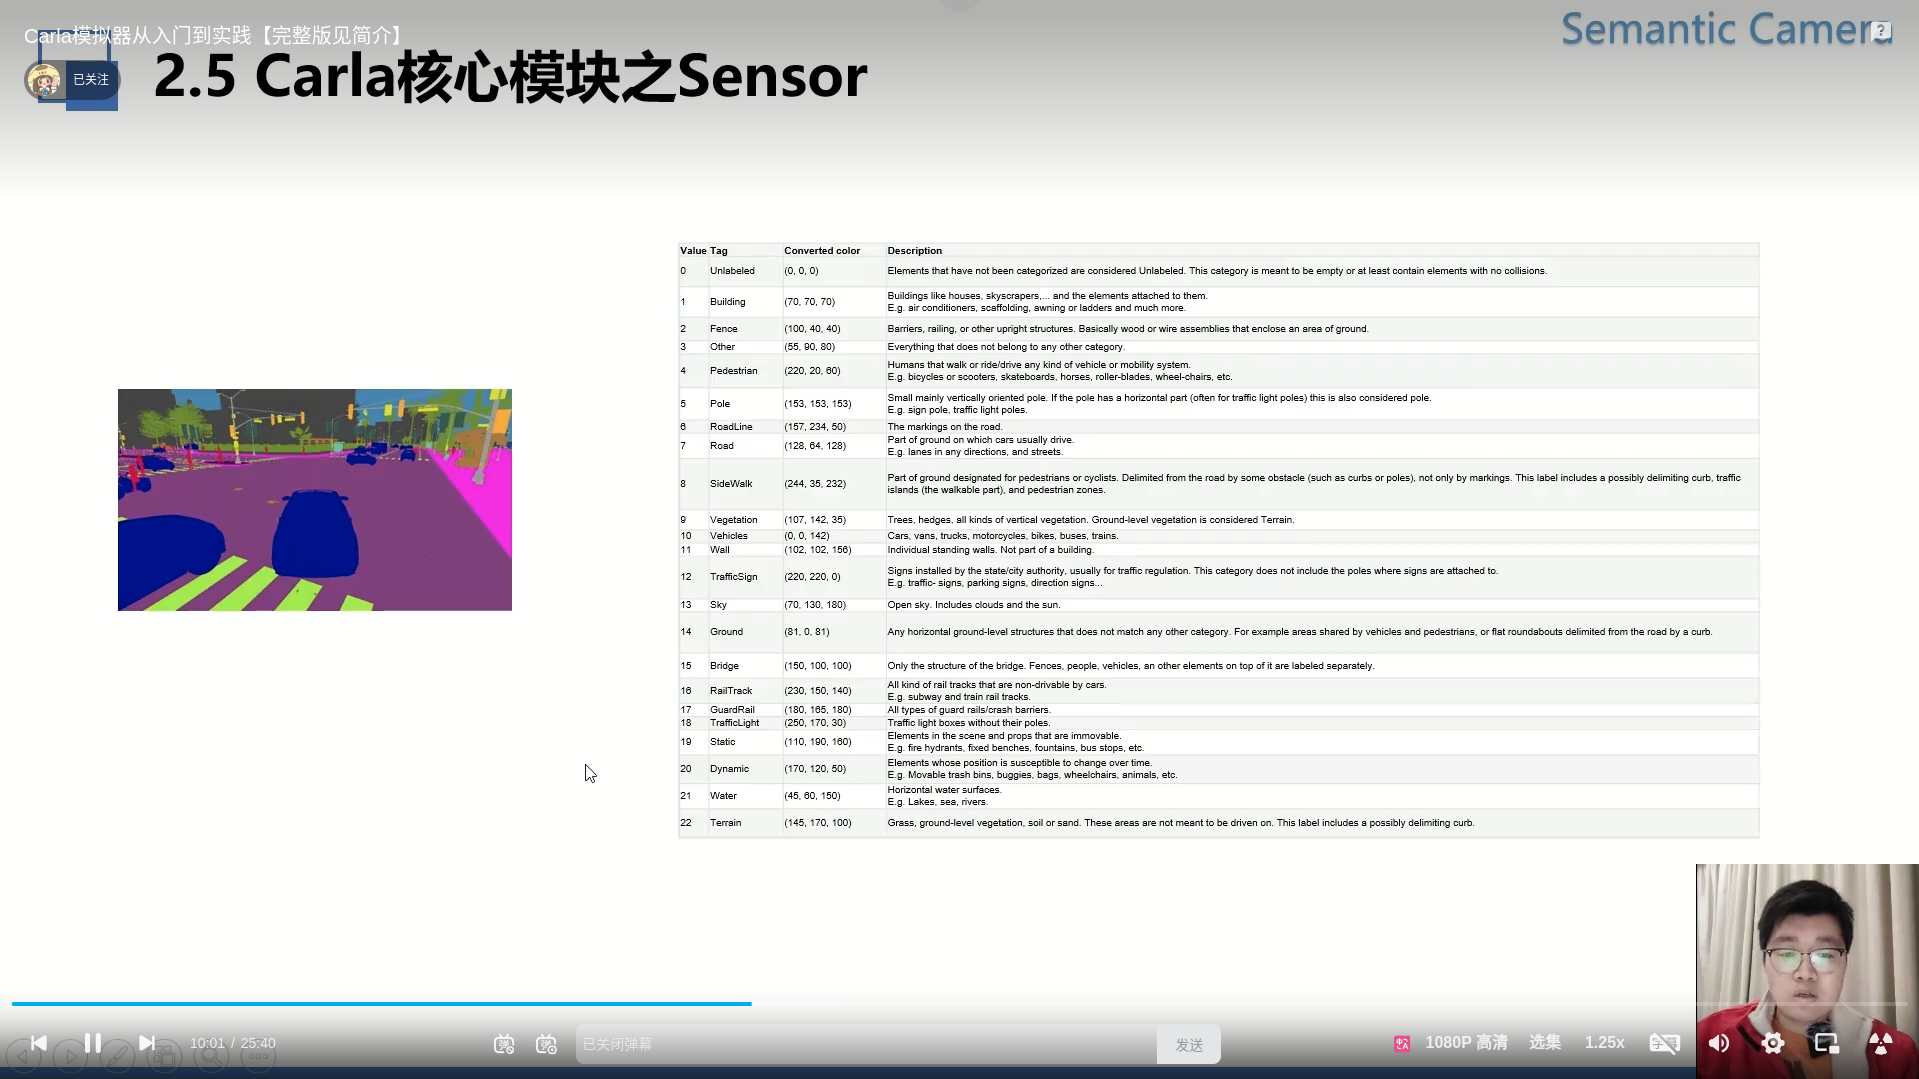 Carla模拟器从入门到实践【完整版见简介】
Semantic Camera
已关注
2.5 Carla核心模块之Sensor
Value Tag Converted color Description
0 Unlabeled (0, 0, 0) Elements that have not been categorized are considered Unlabeled. This category is meant to be empty or at least contain elements with no collisions.
1 Building (70, 70, 70) Buildings like houses, skyscrapers,... and the elements attached to them.
E.g. air conditioners, scaffolding, awning or ladders and much more.
2 Fence (100, 40, 40) Barriers, railing, or other upright structures. Basically wood or wire assemblies that enclose an area of ground.
3 Other (55, 90, 80) Everything that does not belong to any other category.
4 Pedestrian (220, 20, 60) Humans that walk or ride/drive any kind of vehicle or mobility system.
E.g. bicycles or scooters, skateboards, horses, roller-blades, wheel-chairs, etc.
5 Pole (153, 153, 153) Small mainly vertically oriented pole. If the pole has a horizontal part (often for traffic light poles) this is also considered pole.
E.g. sign pole, traffic light poles.
6 RoadLine (157, 234, 50) The markings on the road.
7 Road (128, 64, 128) Part of ground on which cars usually drive.
E.g. lanes in any directions, and streets.
8 SideWalk (244, 35, 232) Part of ground designated for pedestrians or cyclists. Delimited from the road by some obstacle (such as curbs or poles), not only by markings. This label includes a possibly delimiting curb, traffic
islands (the walkable part), and pedestrian zones.
9 Vegetation (107, 142, 35) Trees, hedges, all kinds of vertical vegetation. Ground-level vegetation is considered Terrain.
10 Vehicles (0, 0, 142) Cars, vans, trucks, motorcycles, bikes, buses, trains.
11 Wall (102, 102, 156) Individual standing walls. Not part of a building.
12 TrafficSign (220, 220, 0) Signs installed by the state/city authority, usually for traffic regulation. This category does not include the poles where signs are attached to.
E.g. traffic- signs, parking signs, direction signs...
13 Sky (70, 130, 180) Open sky. Includes clouds and the sun.
14 Ground (81, 0, 81) Any horizontal ground-level structures that does not match any other category. For example areas shared by vehicles and pedestrians, or flat roundabouts delimited from the road by a curb.
15 Bridge (150, 100, 100) Only the structure of the bridge. Fences, people, vehicles, an other elements on top of it are labeled separately.
16 RailTrack (230, 150, 140) All kind of rail tracks that are non-drivable by cars.
E.g. subway and train rail tracks.
17 GuardRail (180, 165, 180) All types of guard rails/crash barriers.
18 TrafficLight (250, 170, 30) Traffic light boxes without their poles.
19 Static (110, 190, 160) Elements in the scene and props that are immovable.
E.g. fire hydrants, fixed benches, fountains, bus stops, etc.
20 Dynamic (170, 120, 50) Elements whose position is susceptible to change over time.
E.g. Movable trash bins, buggies, bags, wheelchairs, animals, etc.
21 Water (45, 60, 150) Horizontal water surfaces.
E.g. Lakes, sea, rivers.
22 Terrain (145, 170, 100) Grass, ground-level vegetation, soil or sand. These areas are not meant to be driven on. This label includes a possibly delimiting curb.
10:01 / 25:40
已关闭弹幕
发送
1080P 高清
选集
1.25x
字幕